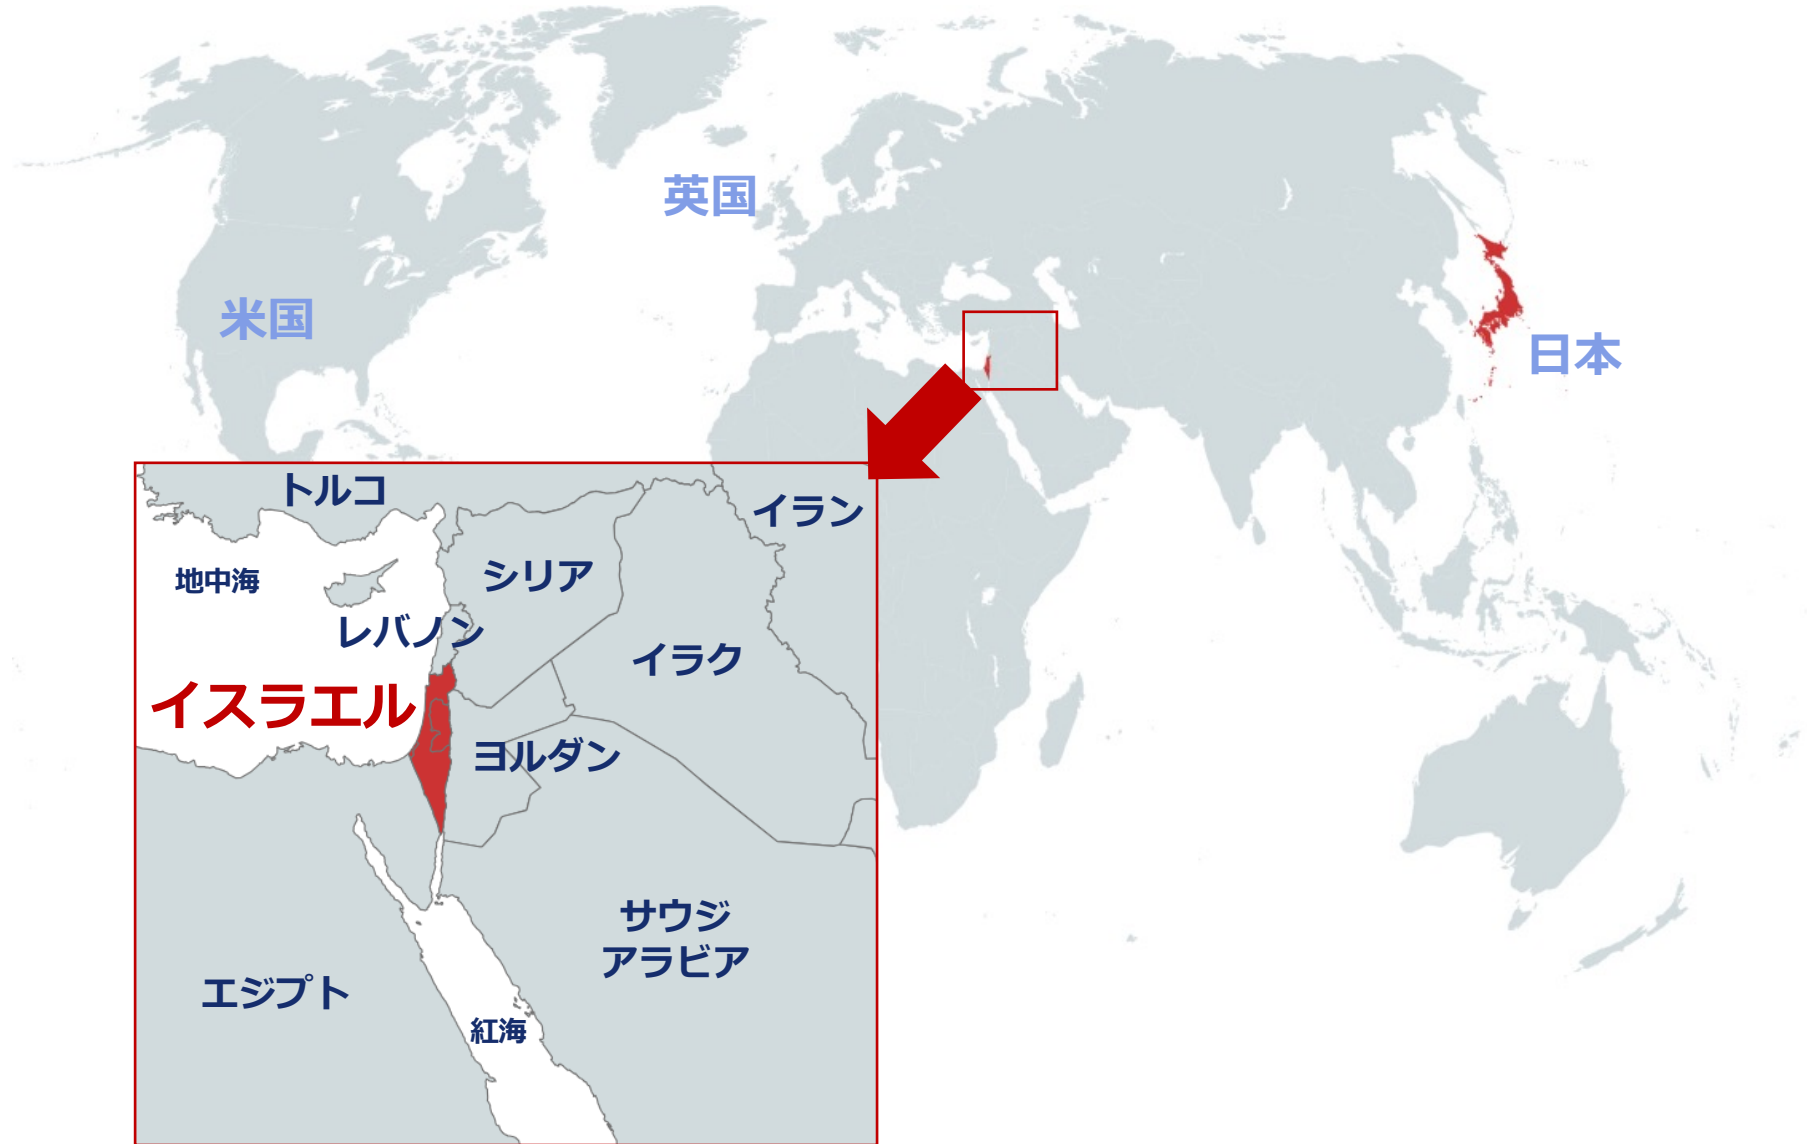 英国
米国
日本
トルコ
イラン
地中海
シリア
レバノン
イラク
イスラエル
ヨルダン
サウジ
アラビア
エジプト
紅海